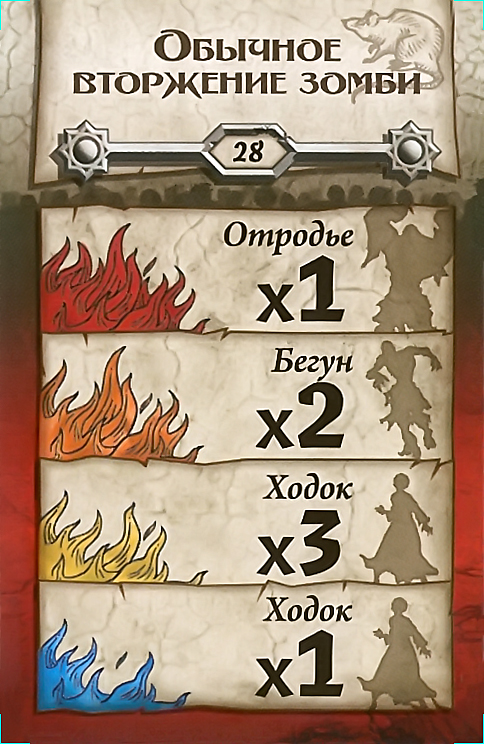 Обычное
вторжение зомби
28
Отродье
x1
Бегун
x2
Ходок
x3
Ходок
x1